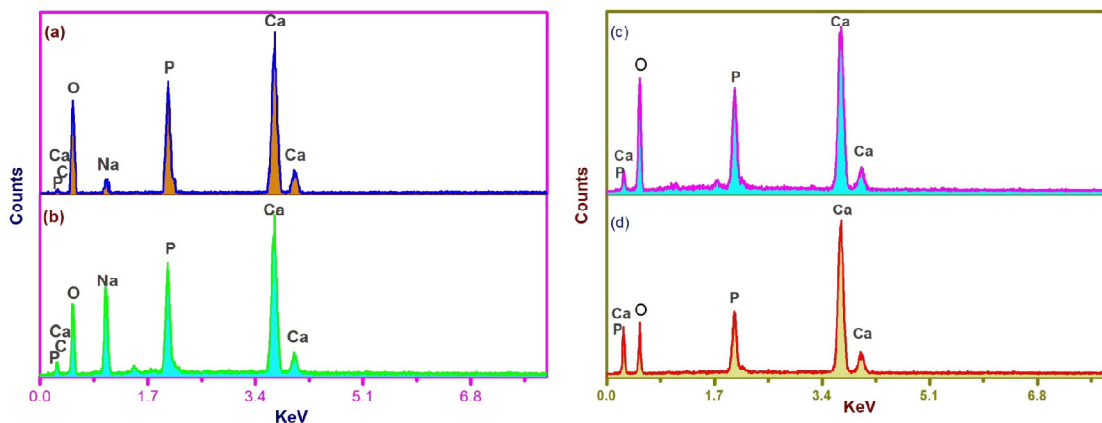 (a)
Ca
P
O
Ca
C
P
Na
Ca
(b)
Ca
P
Na
O
Ca
C
P
Ca
Counts
0.0 1.7 3.4 5.1 6.8
KeV
(c)
Ca
O
P
Ca
P
Ca
(d)
Ca
P
O
Ca
P
Ca
Counts
0.0 1.7 3.4 5.1 6.8
KeV